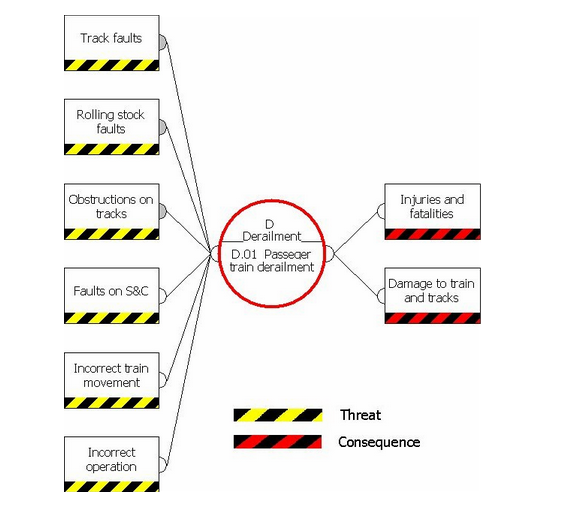 Track faults
Rolling stock
faults
Obstructions on
tracks
Faults on S&C
Incorrect train
movement
Incorrect
operation
D
Derailment
D.01 Passeqer
train derailment
Injuries and
fatalities
Damage to train
and tracks
Threat
Consequence